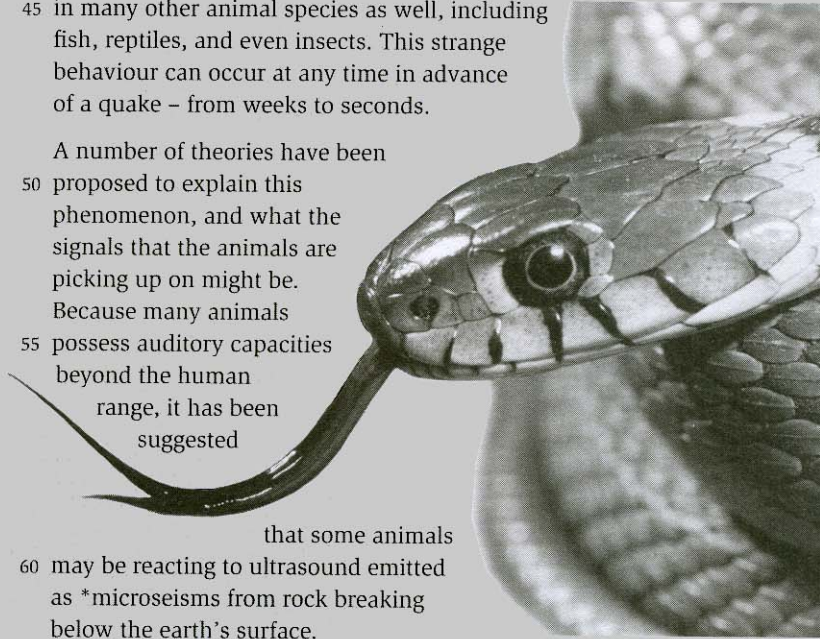 45 in many other animal species as well, including
fish, reptiles, and even insects. This strange
behaviour can occur at any time in advance
of a quake – from weeks to seconds.
A number of theories have been
50 proposed to explain this
phenomenon, and what the
signals that the animals are
picking up on might be.
Because many animals
55 possess auditory capacities
beyond the human
range, it has been
suggested
that some animals
60 may be reacting to ultrasound emitted
as *microseisms from rock breaking
below the earth's surface.